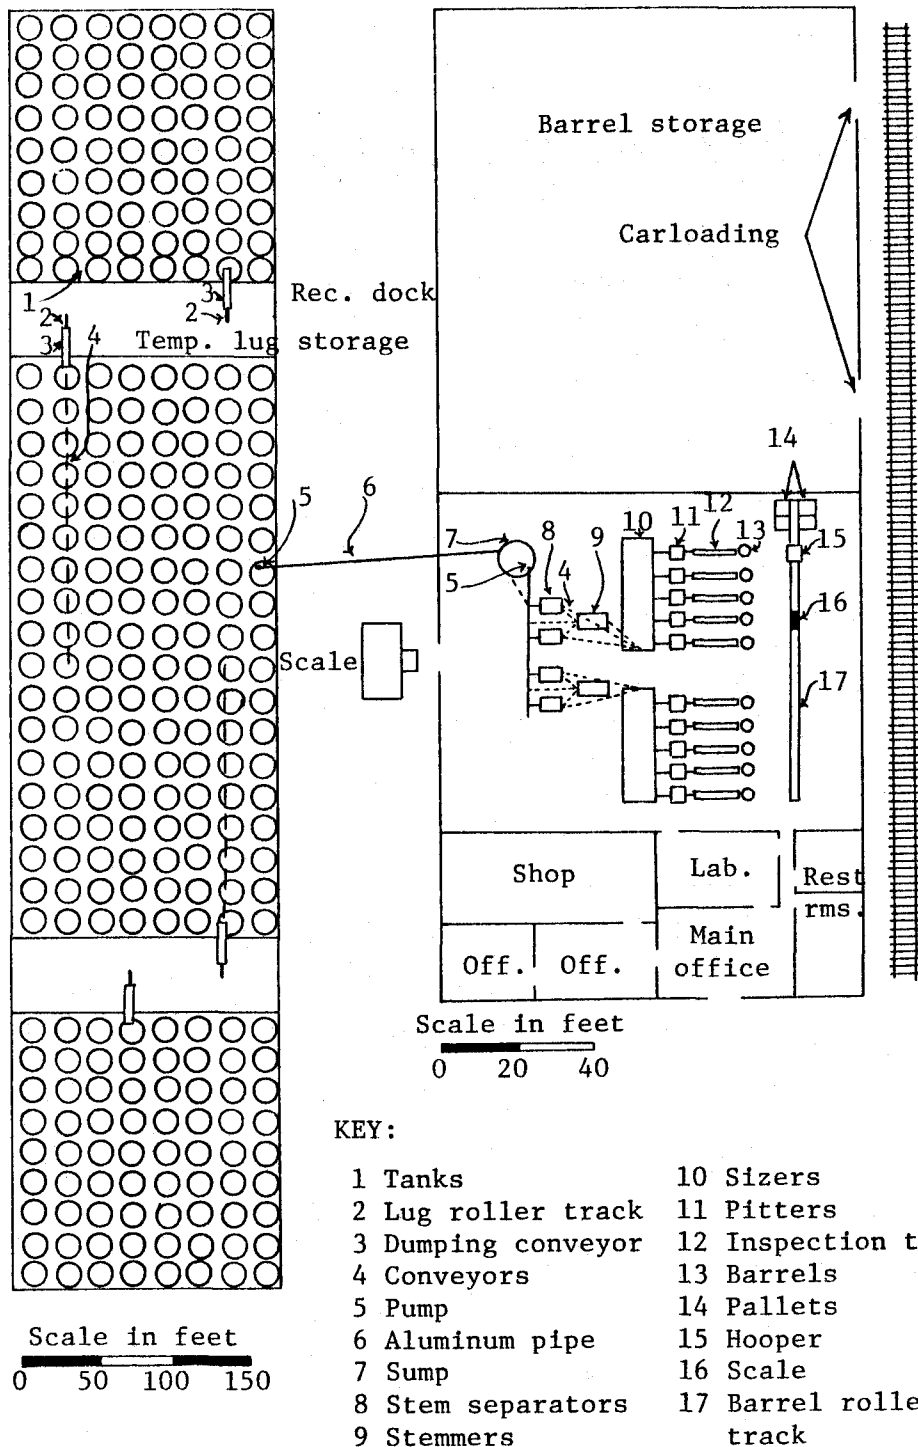 Barrel storage
Carloading
1
2
3
3
2
4
Rec. dock
Temp. lug storage
5
6
7
5
8
4
9
10
11
12
13
14
15
16
17
Scale
Shop
Lab.
Rest
rms.
Off.
Off.
Main
office
Scale in feet
0 20 40
KEY:
1 Tanks
2 Lug roller track
3 Dumping conveyor
4 Conveyors
5 Pump
6 Aluminum pipe
7 Sump
8 Stem separators
9 Stemmers
10 Sizers
11 Pitters
12 Inspection t
13 Barrels
14 Pallets
15 Hooper
16 Scale
17 Barrel rolle
track
Scale in feet
0 50 100 150